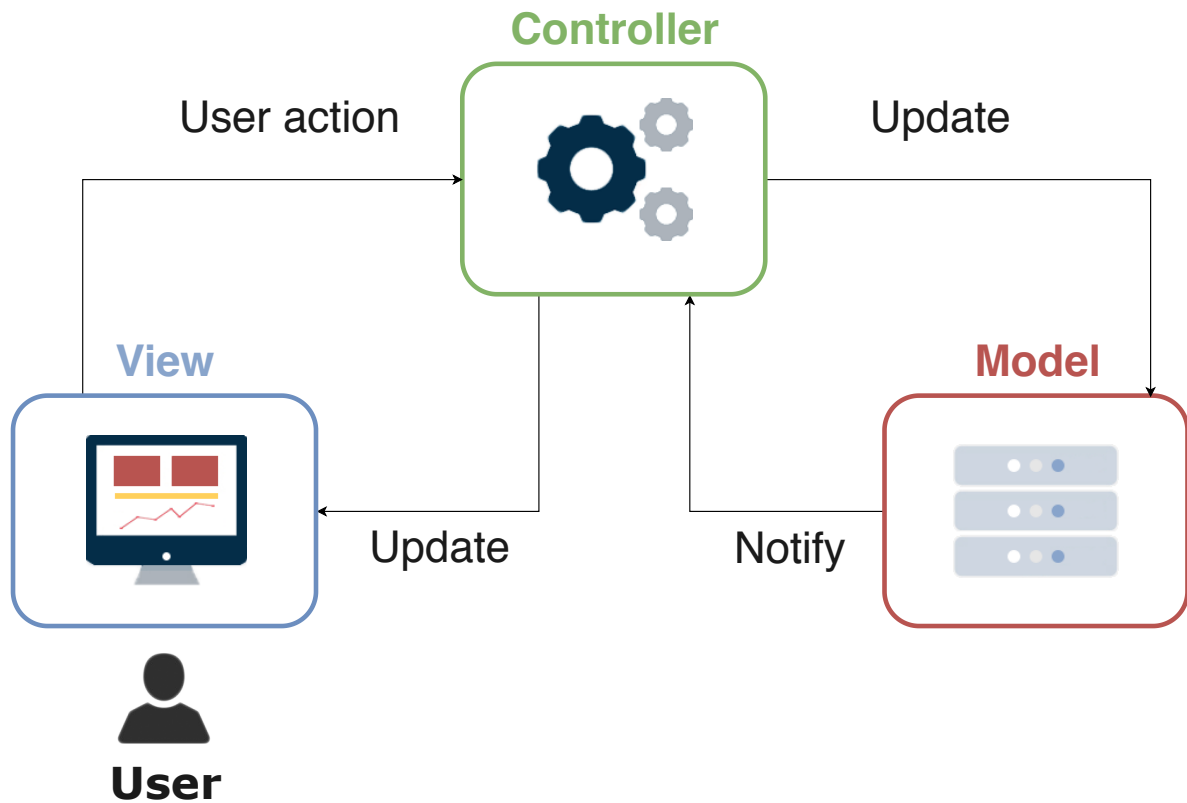 Controller
User action
Update
View
Model
Update
Notify
User